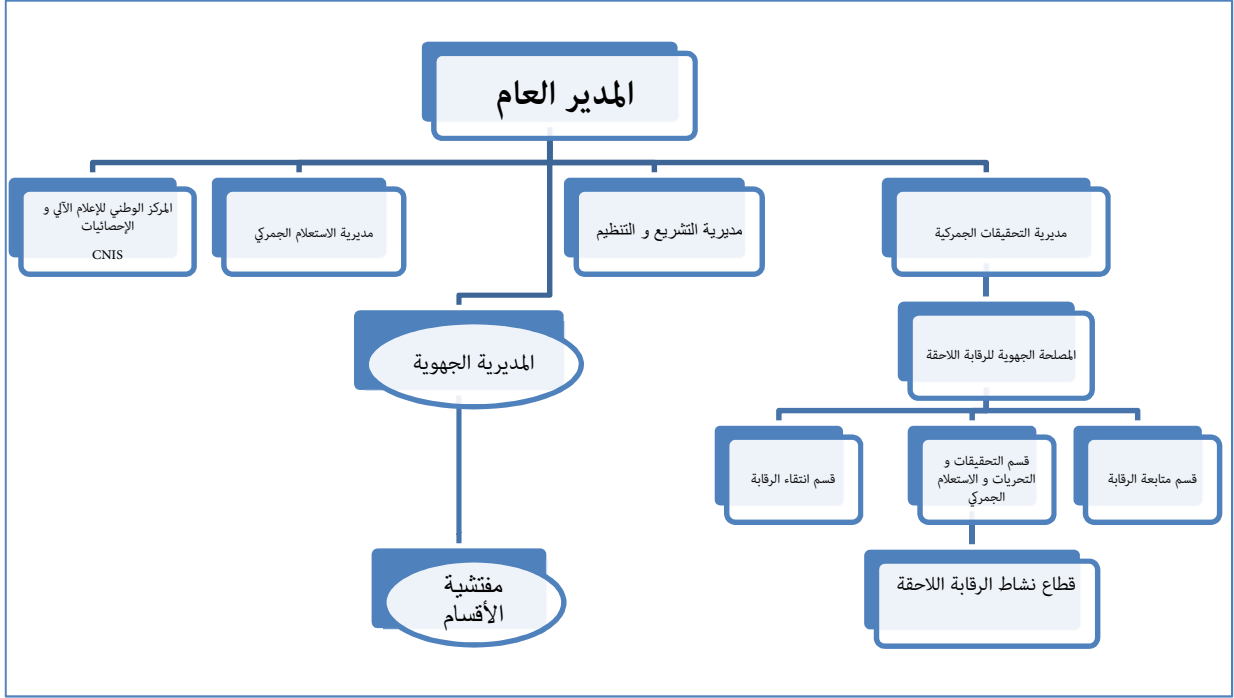 المدير العام
مديرية التحقيقات الجمركية
مديرية التشريع و التنظيم
مديرية الاستعلام الجمركي
المركز الوطني للإعلام الآلي و
الإحصائيات
CNIS
المصلحة الجهوية للرقابة اللاحقة
المديرية الجهوية
قسم متابعة الرقابة
قسم التحقيقات و
التحريات و الاستعلام
الجمركي
قسم انتقاء الرقابة
قطاع نشاط الرقابة اللاحقة
مفتشية
الأقسام